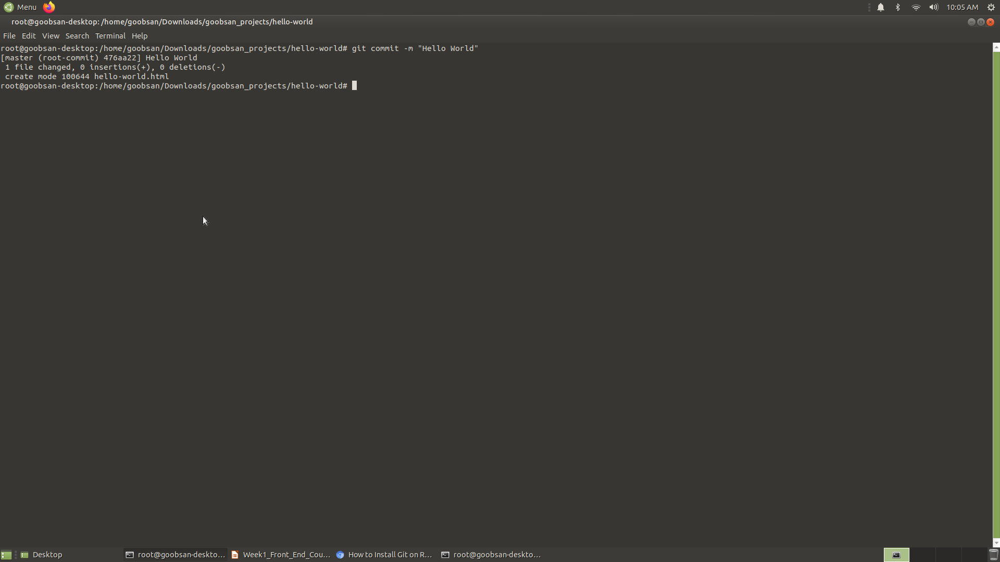 Menu
10:05 AM
root@goobsan-desktop: /home/goobsan/Downloads/goobsan_projects/hello-world
File Edit View Search Terminal Help
root@goobsan-desktop:/home/goobsan/Downloads/goobsan_projects/hello-world# git commit -m "Hello World"
[master (root-commit) 476aa22] Hello World
 1 file changed, 0 insertions(+), 0 deletions(-)
 create mode 100644 hello-world.html
root@goobsan-desktop:/home/goobsan/Downloads/goobsan_projects/hello-world#
Desktop root@goobsan-deskto... Week1_Front_End_Cou... How to Install Git on R... root@goobsan-deskto...